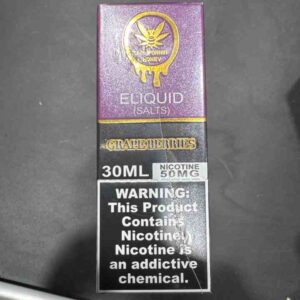 ELIQUID
(SALTS)
GRAPE BERRIES
30ML
NICOTINE
50MG
WARNING:
This Product
Contains
Nicotine!
Nicotine is
an addictive
chemical.